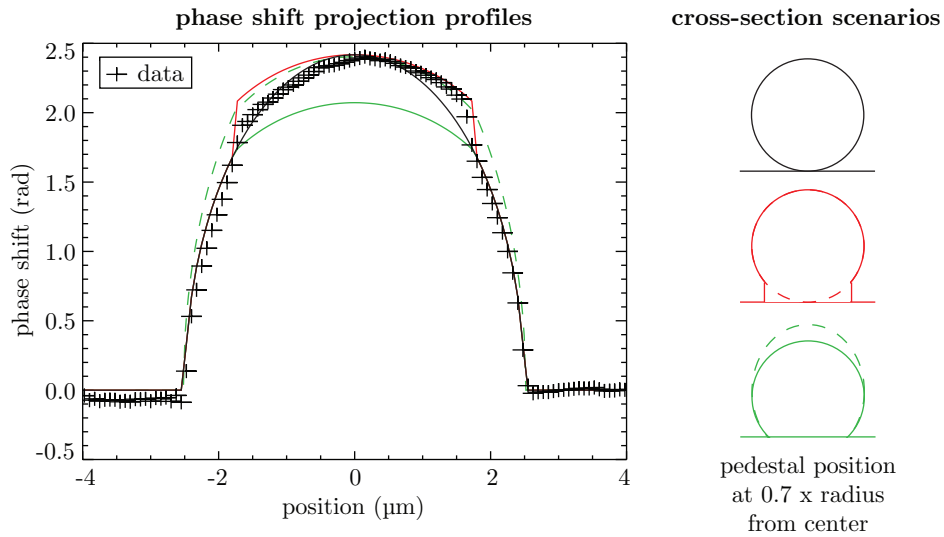 phase shift projection profiles
cross-section scenarios
data
2.5
2.0
1.5
1.0
0.5
0.0
-0.5
phase shift (rad)
-4
-2
0
2
4
position (µm)
pedestal position
at 0.7 x radius
from center